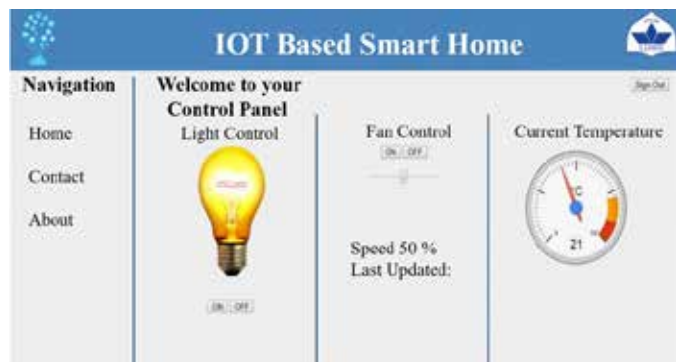 IOT Based Smart Home
Navigation
Home
Contact
About
Welcome to your
Control Panel
Light Control
ON OFF
Fan Control
ON OFF
Speed 50 %
Last Updated:
Sign Out
Current Temperature
°C
21